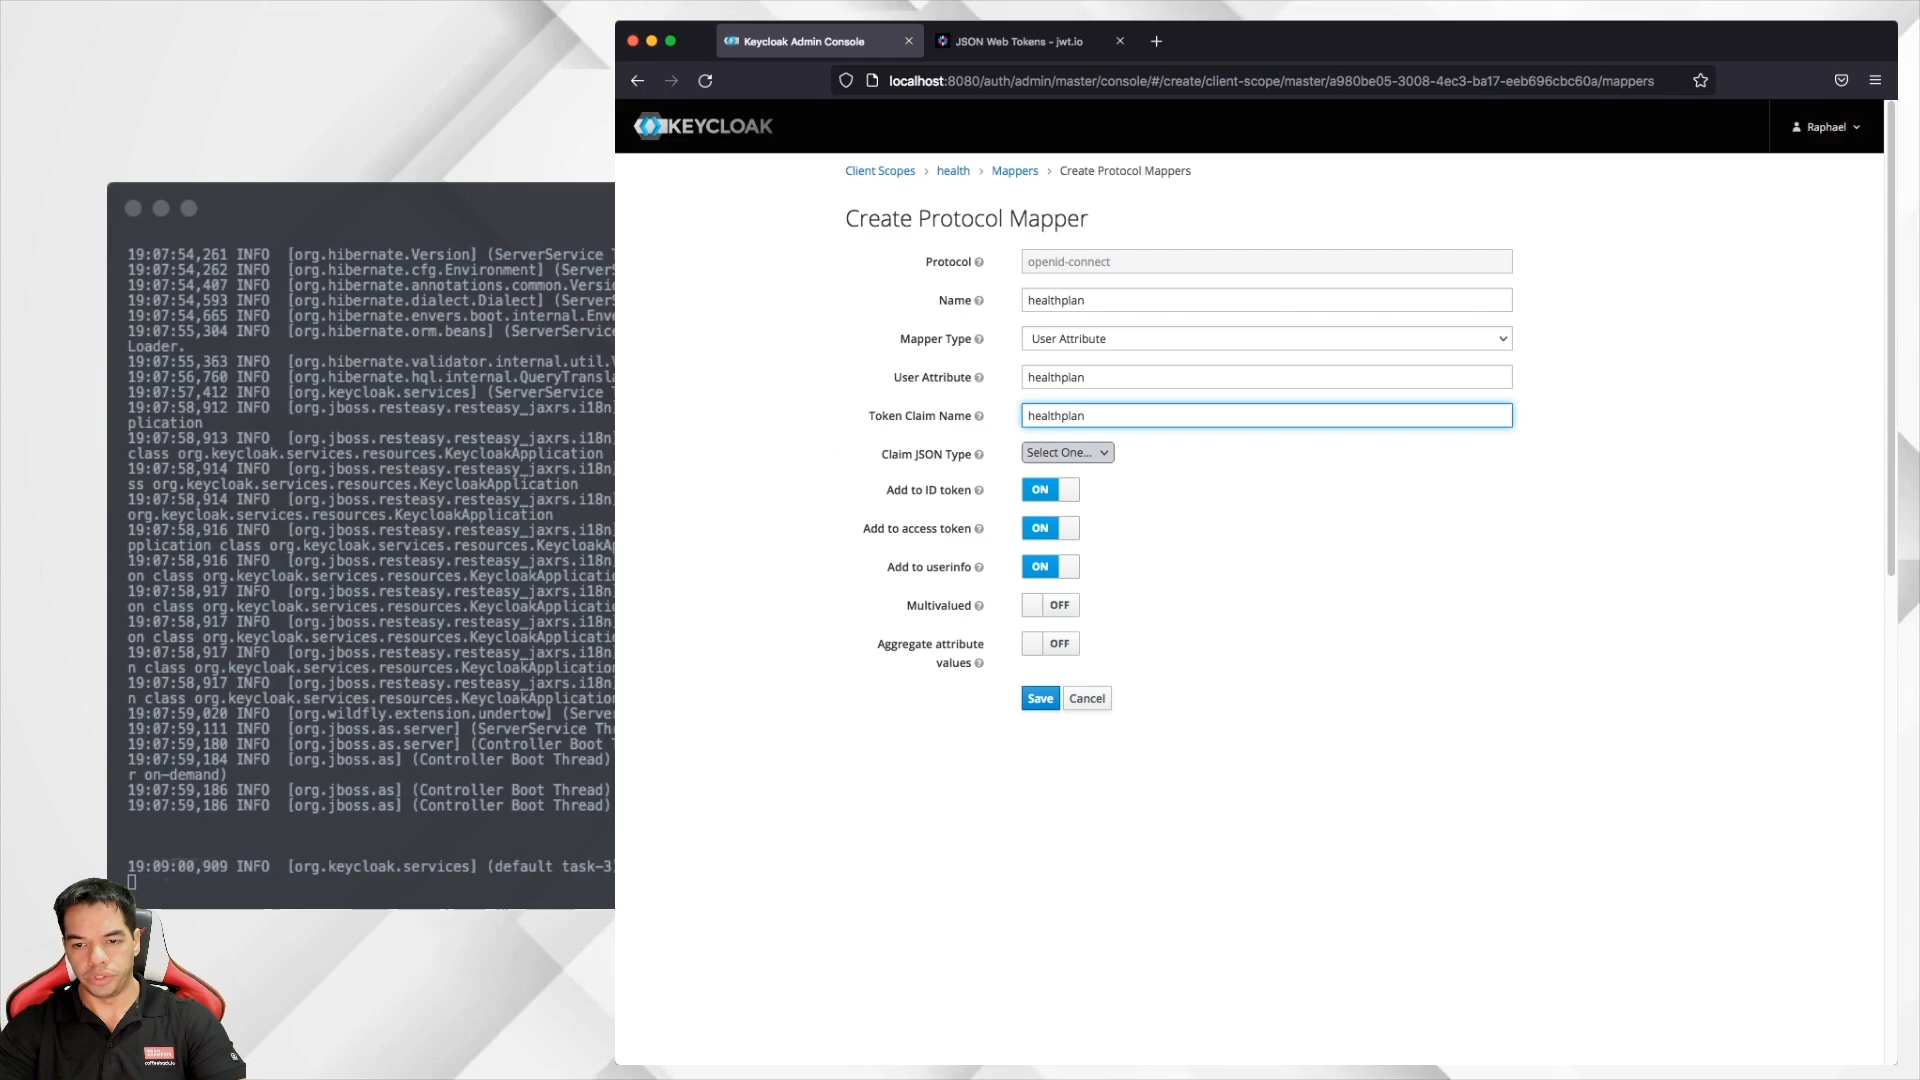 Keycloak Admin Console
JSON Web Tokens - jwt.io
localhost:8080/auth/admin/master/console/#/create/client-scope/master/a980be05-3008-4ec3-ba17-eeb696cbc60a/mappers
KEYCLOAK
Raphael
Client Scopes > health > Mappers > Create Protocol Mappers
Create Protocol Mapper
Protocol
openid-connect
Name
healthplan
Mapper Type
User Attribute
User Attribute
healthplan
Token Claim Name
healthplan
Claim JSON Type
Select One...
Add to ID token
ON
Add to access token
ON
Add to userinfo
ON
Multivalued
OFF
Aggregate attribute
values
OFF
Save
Cancel
19:07:54,261 INFO [org.hibernate.Version] (ServerService
19:07:54,262 INFO [org.hibernate.cfg.Environment] (ServerS
19:07:54,407 INFO [org.hibernate.annotations.common.Versi
19:07:54,593 INFO [org.hibernate.dialect.Dialect] (ServerS
19:07:54,665 INFO [org.hibernate.envers.boot.internal.Env
19:07:55,304 INFO [org.hibernate.orm.beans] (ServerService
Loader.
19:07:55,363 INFO [org.hibernate.validator.internal.util.
19:07:56,760 INFO [org.hibernate.hql.internal.QueryTransla
19:07:57,412 INFO [org.keycloak.services] (ServerService
19:07:58,912 INFO [org.jboss.resteasy.resteasy_jaxrs.i18n]
plication
19:07:58,913 INFO [org.jboss.resteasy.resteasy_jaxrs.i18n]
class org.keycloak.services.resources.KeycloakApplication
19:07:58,914 INFO [org.jboss.resteasy.resteasy_jaxrs.i18n]
ss org.keycloak.services.resources.KeycloakApplication
19:07:58,914 INFO [org.jboss.resteasy.resteasy_jaxrs.i18n]
org.keycloak.services.resources.KeycloakApplication
19:07:58,916 INFO [org.jboss.resteasy.resteasy_jaxrs.i18n]
pplication class org.keycloak.services.resources.KeycloakA
19:07:58,916 INFO [org.jboss.resteasy.resteasy_jaxrs.i18n]
on class org.keycloak.services.resources.KeycloakApplicatio
19:07:58,917 INFO [org.jboss.resteasy.resteasy_jaxrs.i18n]
on class org.keycloak.services.resources.KeycloakApplicatio
19:07:58,917 INFO [org.jboss.resteasy.resteasy_jaxrs.i18n]
on class org.keycloak.services.resources.KeycloakApplicatio
19:07:58,917 INFO [org.jboss.resteasy.resteasy_jaxrs.i18n]
n class org.keycloak.services.resources.KeycloakApplication
19:07:58,917 INFO [org.jboss.resteasy.resteasy_jaxrs.i18n]
n class org.keycloak.services.resources.KeycloakApplication
19:07:59,020 INFO [org.wildfly.extension.undertow] (Server
19:07:59,111 INFO [org.jboss.as.server] (ServerService Th
19:07:59,180 INFO [org.jboss.as.server] (Controller Boot
19:07:59,184 INFO [org.jboss.as] (Controller Boot Thread)
r on-demand)
19:07:59,186 INFO [org.jboss.as] (Controller Boot Thread)
19:07:59,186 INFO [org.jboss.as] (Controller Boot Thread)
19:09:00,909 INFO [org.keycloak.services] (default task-3